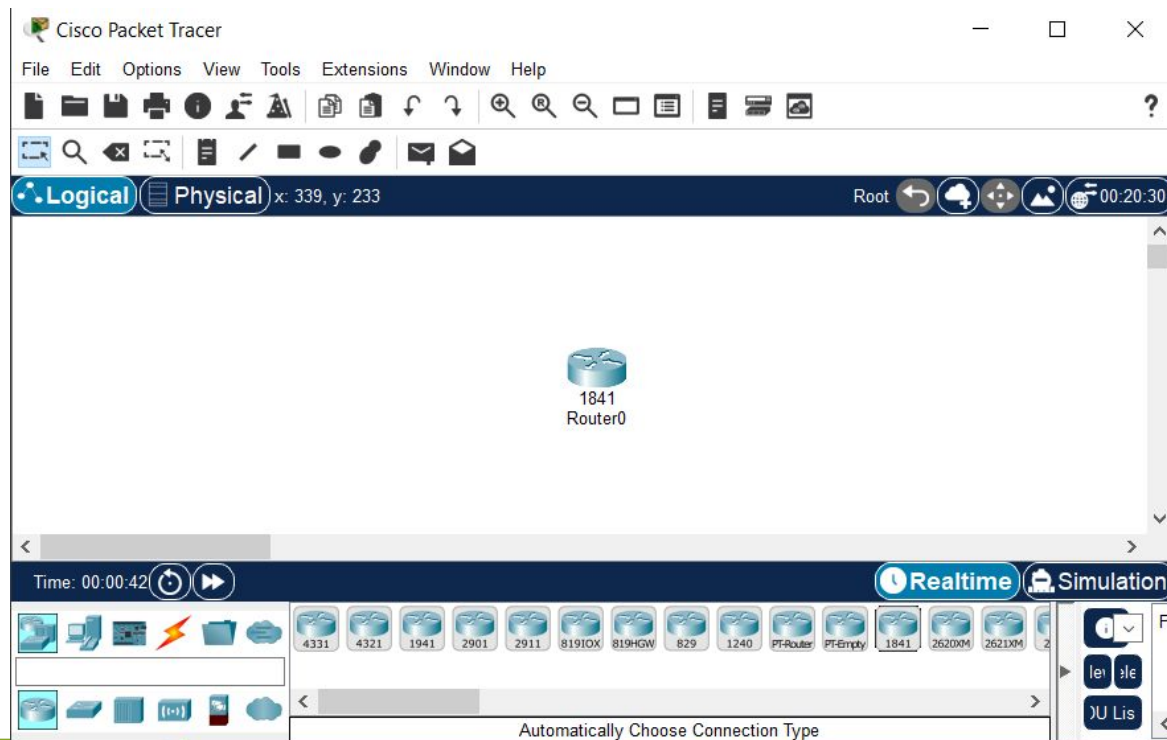 Cisco Packet Tracer
File Edit Options View Tools Extensions Window Help
?
Logical Physical x: 339, y: 233 Root 00:20:30
1841
Router0
Time: 00:00:42 Realtime Simulation
4331 4321 1941 2901 2911 819IOX 819HGW 829 1240 PT-Router PT-Empty 1841 2620XM 2621XM 2
F
Automatically Choose Connection Type